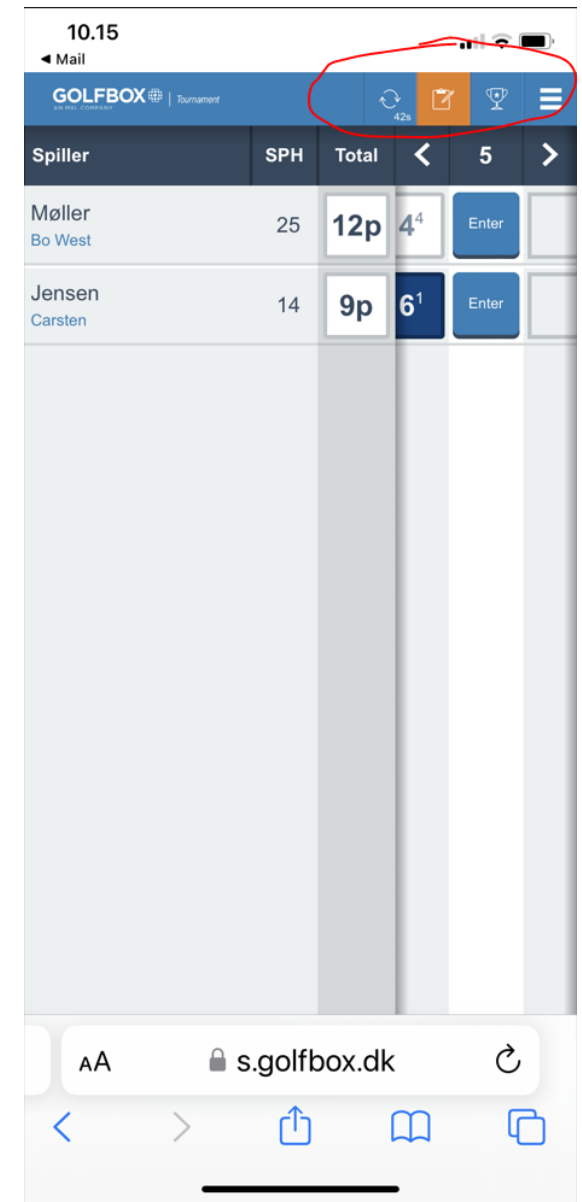 10.15
◄ Mail
GOLFBOX | Tournament
AN MSL COMPANY
42s
Spiller SPH Total < 5 >
Møller
Bo West
25 12p 4⁴ Enter
Jensen
Carsten
14 9p 6¹ Enter
AA s.golfbox.dk